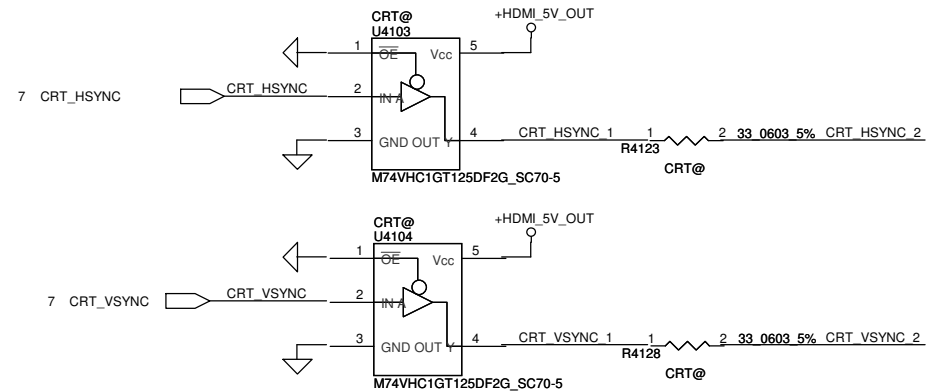 CRT@
U4103
+HDMI_5V_OUT
1 OE Vcc 5
7 CRT_HSYNC CRT_HSYNC 2 IN A
3 GND OUT Y 4 CRT_HSYNC_1 1 2 33_0603_5% CRT_HSYNC_2
R4123
CRT@
M74VHC1GT125DF2G_SC70-5
CRT@
U4104
+HDMI_5V_OUT
1 OE Vcc 5
7 CRT_VSYNC CRT_VSYNC 2 IN A
3 GND OUT Y 4 CRT_VSYNC_1 1 2 33_0603_5% CRT_VSYNC_2
R4128
CRT@
M74VHC1GT125DF2G_SC70-5